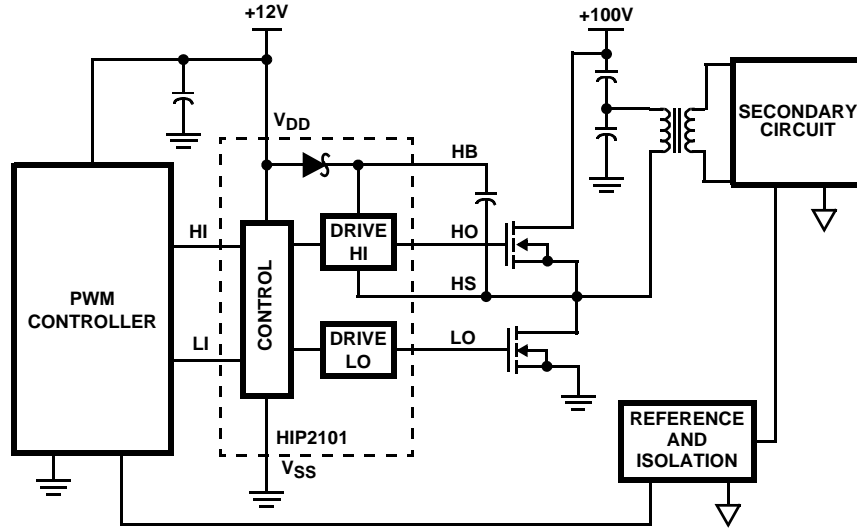 +12V
+100V
SECONDARY
CIRCUIT
VDD
HB
HI
DRIVE
HI
HO
CONTROL
HS
PWM
CONTROLLER
LI
DRIVE
LO
LO
REFERENCE
AND
ISOLATION
HIP2101
VSS